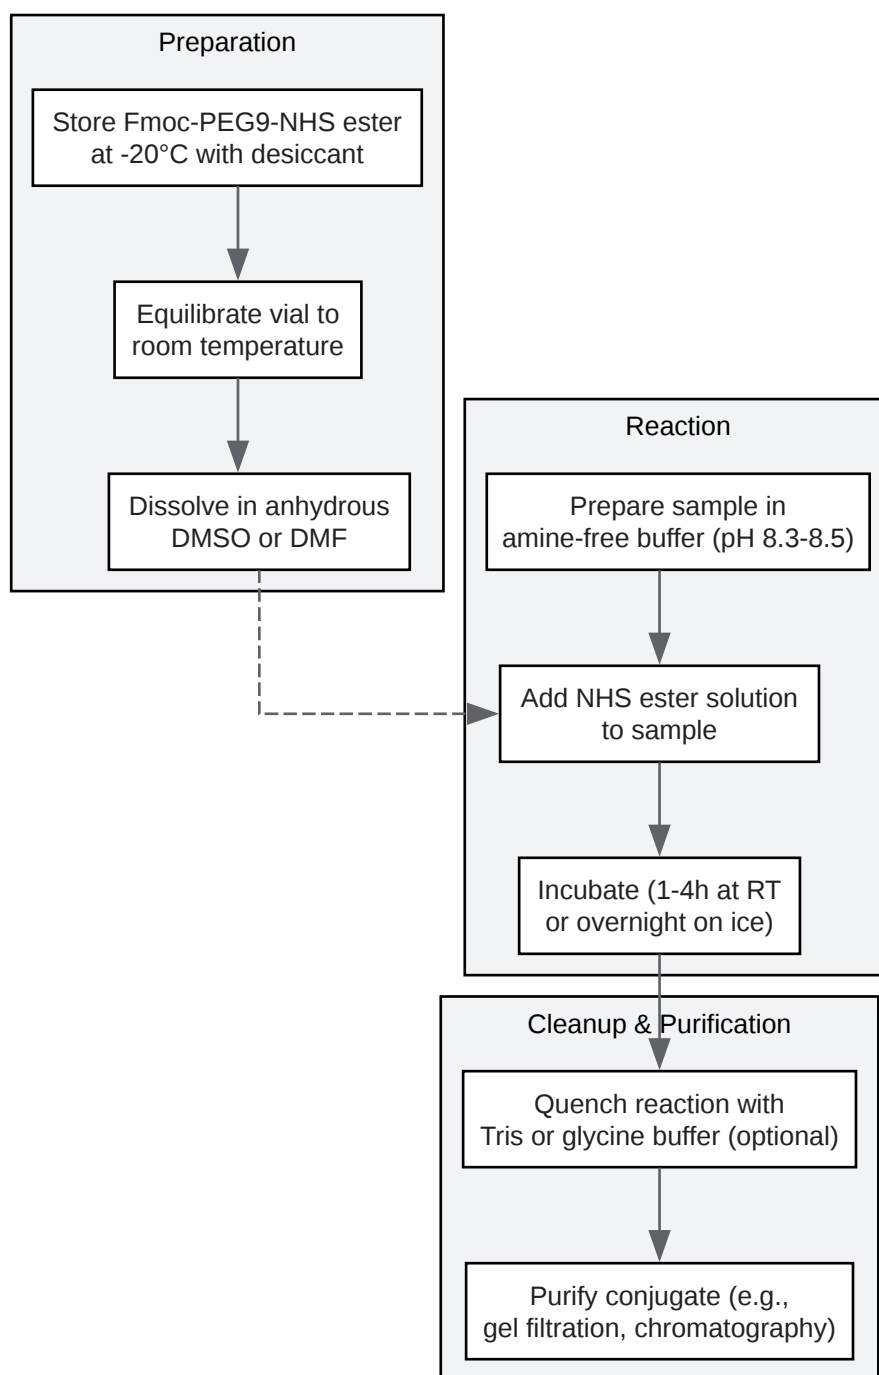 Preparation
Store Fmoc-PEG9-NHS ester
at -20°C with desiccant
Equilibrate vial to
room temperature
Dissolve in anhydrous
DMSO or DMF
Reaction
Prepare sample in
amine-free buffer (pH 8.3-8.5)
Add NHS ester solution
to sample
Incubate (1-4h at RT
or overnight on ice)
Cleanup & Purification
Quench reaction with
Tris or glycine buffer (optional)
Purify conjugate (e.g.,
gel filtration, chromatography)